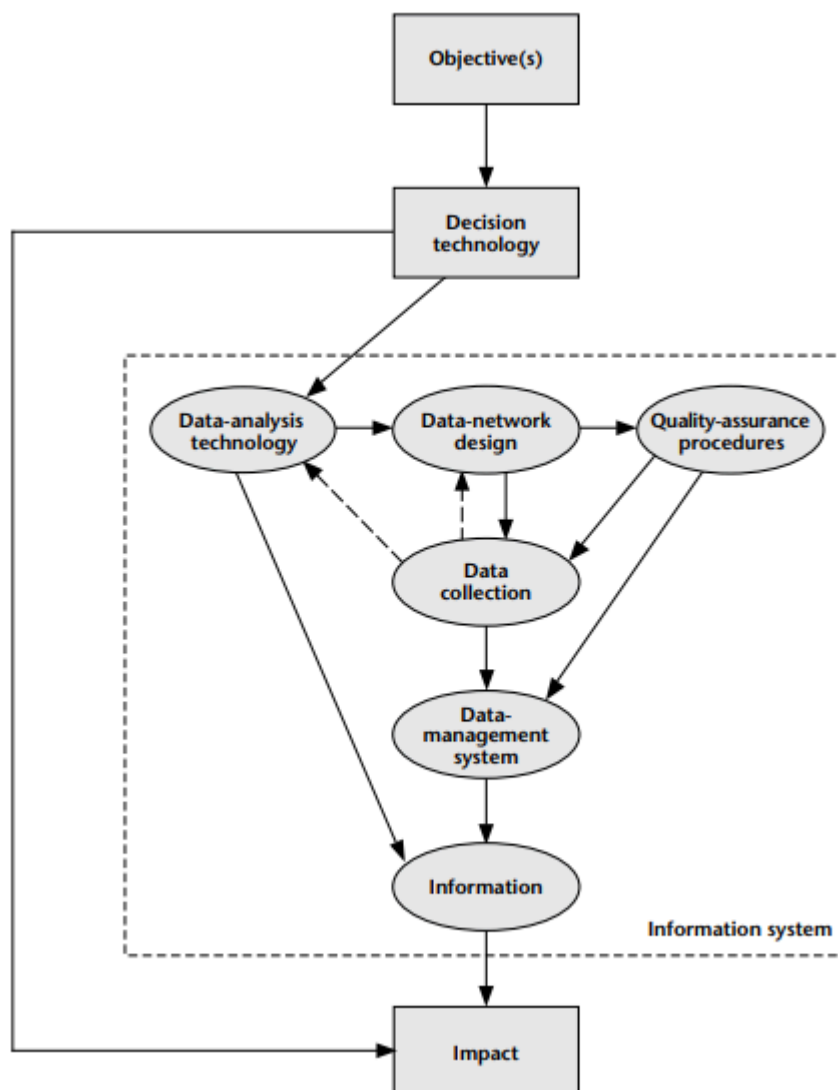 Objective(s)
Decision
technology
Data-analysis
technology
Data-network
design
Quality-assurance
procedures
Data
collection
Data-
management
system
Information
Information system
Impact